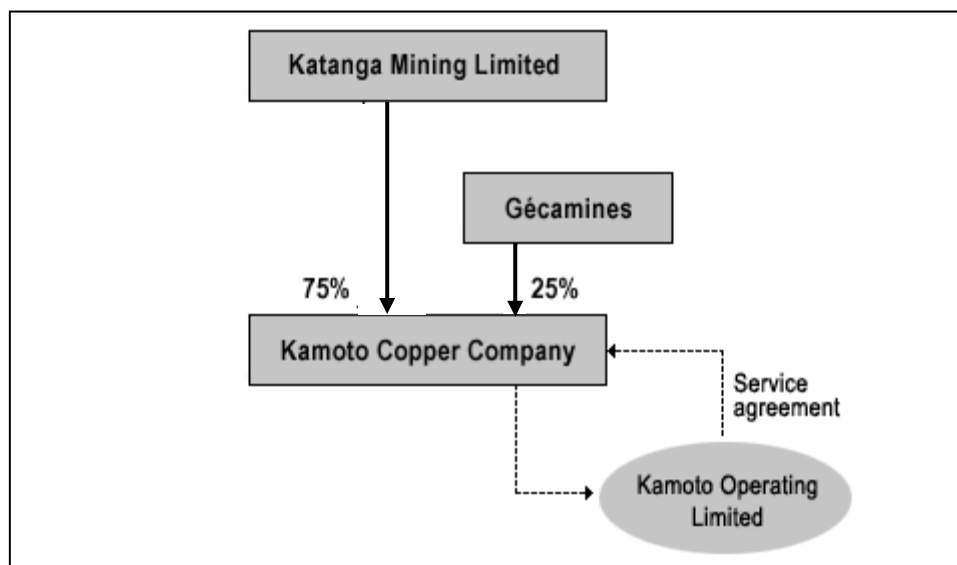 Katanga Mining Limited
Gécamines
75%
25%
Kamoto Copper Company
Service
agreement
Kamoto Operating
Limited